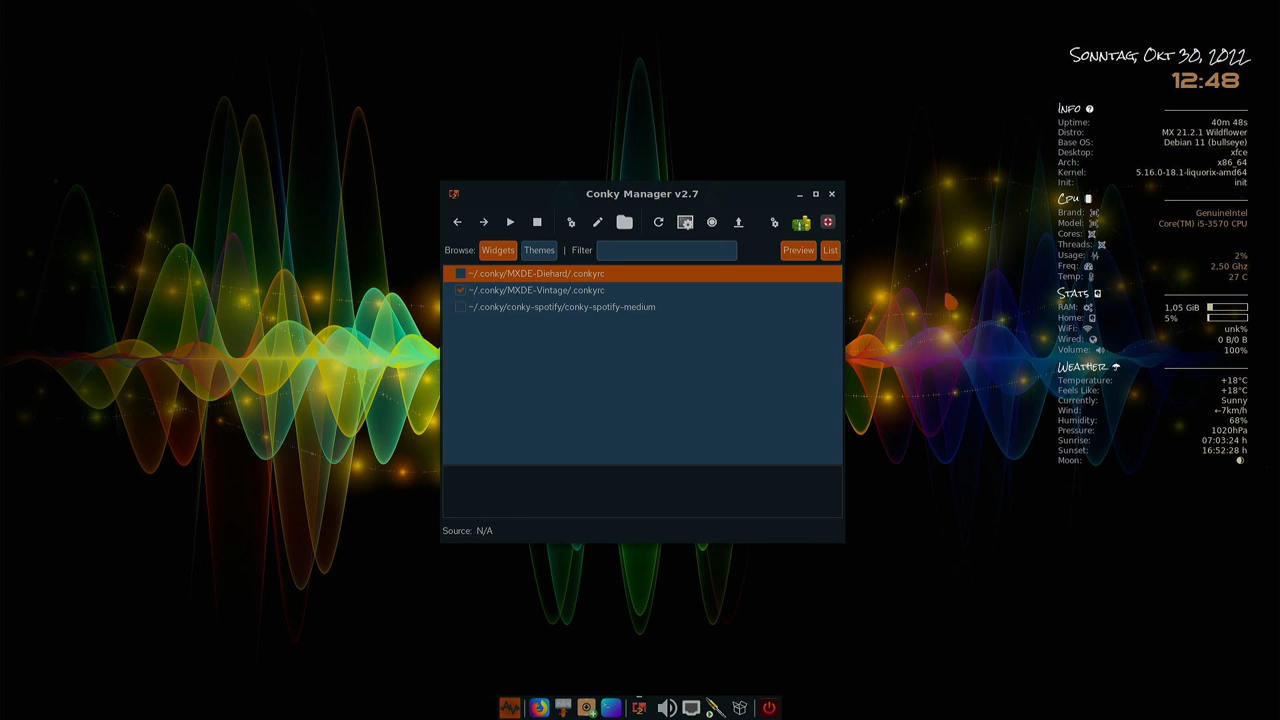 Sonntag, Okt 30, 2022
12:48
Conky Manager v2.7
Browse: Widgets Themes | Filter Preview List
~/.conky/MXDE-Diehard/.conkyrc
~/.conky/MXDE-Vintage/.conkyrc
~/.conky/conky-spotify/conky-spotify-medium
Source: N/A
Info
Uptime: 40m 48s
Distro: MX 21.2.1 Wildflower
Base OS: Debian 11 (bullseye)
Desktop: xfce
Arch: x86_64
Kernel: 5.16.0-18.1-liquorix-amd64
Init: init
Cpu
Brand: GenuineIntel
Model: Core(TM) i5-3570 CPU
Cores:
Threads:
Usage: 2%
Freq: 2,50 Ghz
Temp: 27 C
Stats
RAM: 1,05 GiB
Home: 5%
WiFi: unk%
Wired: 0 B/0 B
Volume: 100%
Weather
Temperature: +18°C
Feels Like: +18°C
Currently: Sunny
Wind: ←7km/h
Humidity: 68%
Pressure: 1020hPa
Sunrise: 07:03:24 h
Sunset: 16:52:28 h
Moon: